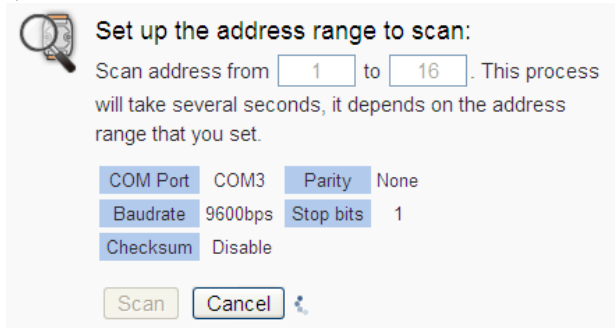 Set up the address range to scan:
Scan address from 1 to 16 . This process
will take several seconds, it depends on the address
range that you set.
COM Port COM3 Parity None
Baudrate 9600bps Stop bits 1
Checksum Disable
Scan Cancel